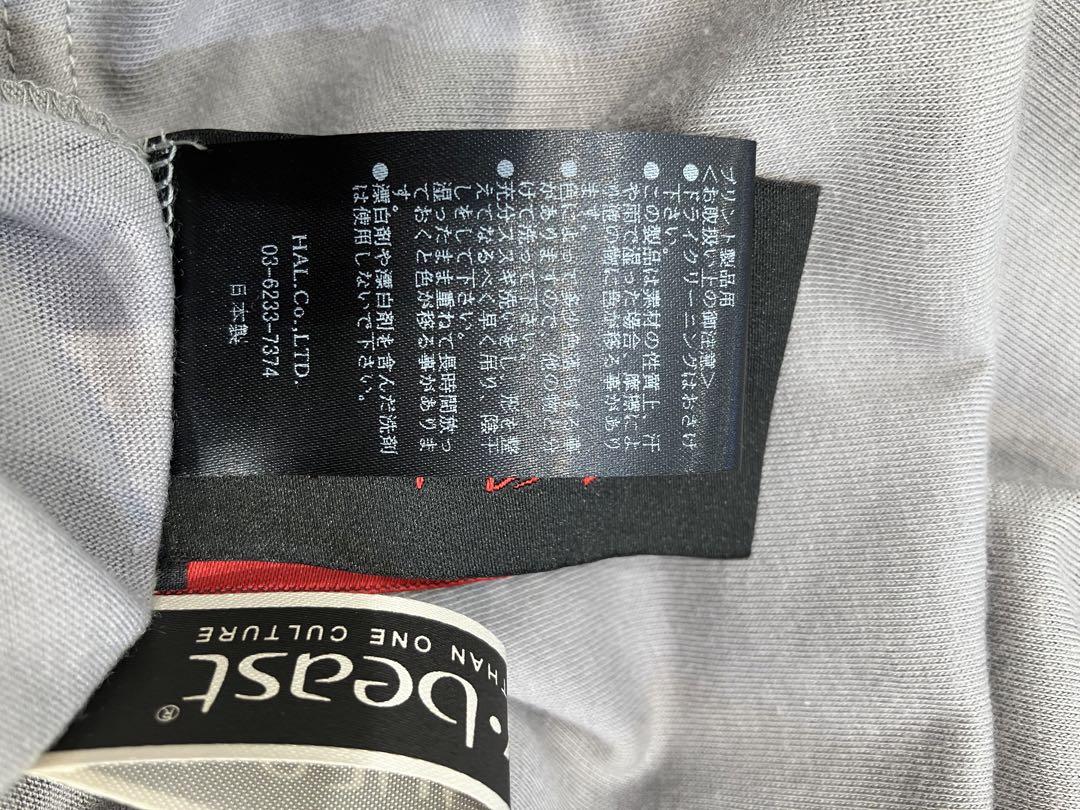 プリント製品用
＜お取扱い上の御注意＞
●ドライクリーニングはおさけ
下さい。
●この製品は素材の性質上、汗
や雨で湿った場合、摩擦によ
り他の物に色が移る事があり
ます。
●色によって多少色落ちする事
がありますので、他の物と分
けて洗って下さい。
●充分ススギ洗いをし、形を整
えてなるべく早く吊り、陰干
しをして下さい。
●湿ったまま重ねて長時間放っ
ておくと色が移る事がありま
す。
●漂白剤や漂白剤を含んだ洗剤
は使用しないで下さい。
HAL.Co.,LTD.
03-6233-7374
日本製
beast®
THAN ONE CULTURE